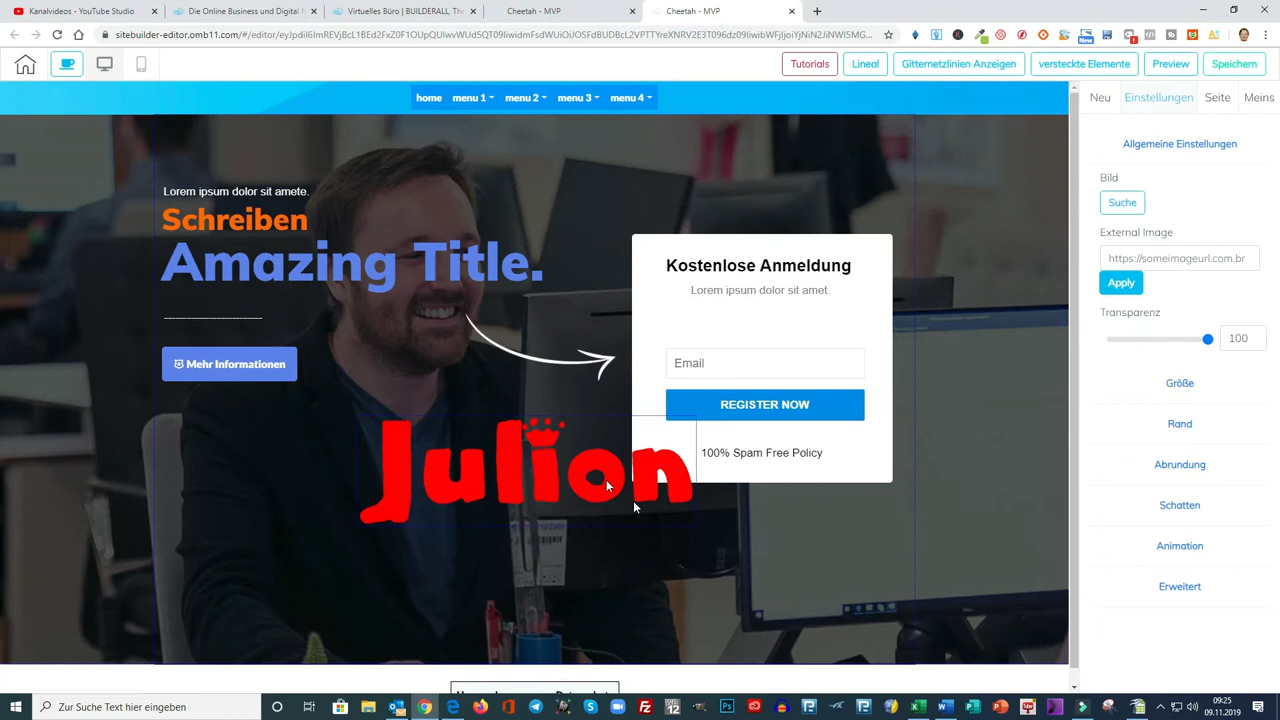 Kanalvideos - YouTube Studio
Die Online Business und Digital f
Virtuelles Büro | BUILDERALL, The
Cheetah - MVP
Cheetah - MVP
Tutorials
Lineal
Gitternetzlinien Anzeigen
versteckte Elemente
Preview
Speichern
home
menu 1
menu 2
menu 3
menu 4
Neu
Einstellungen
Seite
Meins
Allgemeine Einstellungen
Bild
Suche
External Image
https://someimageurl.com.br
Apply
Transparenz
100
Größe
Rand
Abrundung
Schatten
Animation
Erweitert
Lorem ipsum dolor sit amete.
Schreiben
Amazing Title.
Mehr Informationen
Kostenlose Anmeldung
Lorem ipsum dolor sit amet.
Email
REGISTER NOW
100% Spam Free Policy
Julion
Zur Suche Text hier eingeben
09:25
09.11.2019